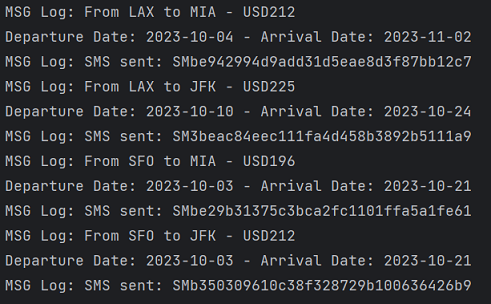 MSG Log: From LAX to MIA - USD212
Departure Date: 2023-10-04 - Arrival Date: 2023-11-02
MSG Log: SMS sent: SMbe942994d9add31d5eae8d3f87bb12c7
MSG Log: From LAX to JFK - USD225
Departure Date: 2023-10-10 - Arrival Date: 2023-10-24
MSG Log: SMS sent: SM3beac84eec111fa4d458b3892b5111a9
MSG Log: From SFO to MIA - USD196
Departure Date: 2023-10-03 - Arrival Date: 2023-10-21
MSG Log: SMS sent: SMbe29b31375c3bca2fc1101ffa5a1fe61
MSG Log: From SFO to JFK - USD212
Departure Date: 2023-10-03 - Arrival Date: 2023-10-21
MSG Log: SMS sent: SMb350309610c38f328729b100636426b9